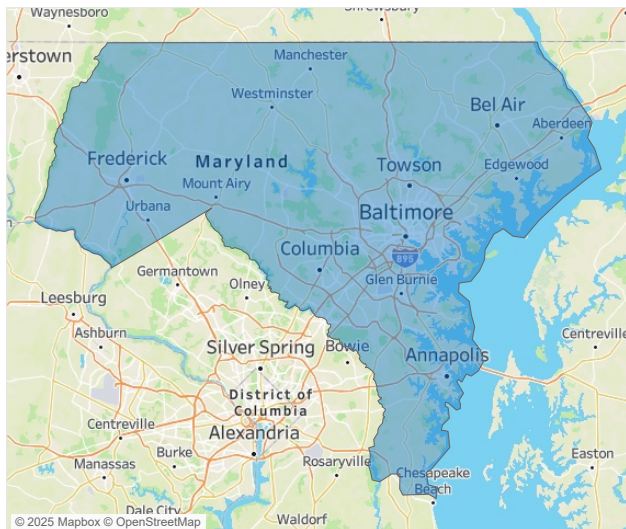 Waynesboro
Shrewsbury
erstown
Manchester
Westminster
Bel Air
Aberdeen
Frederick
Maryland
Towson
Edgewood
Mount Airy
Urbana
Baltimore
Columbia
895
Germantown
Glen Burnie
Olney
Leesburg
Ashburn
Centreville
Silver Spring
Bowie
Annapolis
District of
Columbia
Centreville
Alexandria
Burke
Easton
Manassas
Rosaryville
Chesapeake
Beach
Dale City
Waldorf
© 2025 Mapbox © OpenStreetMap